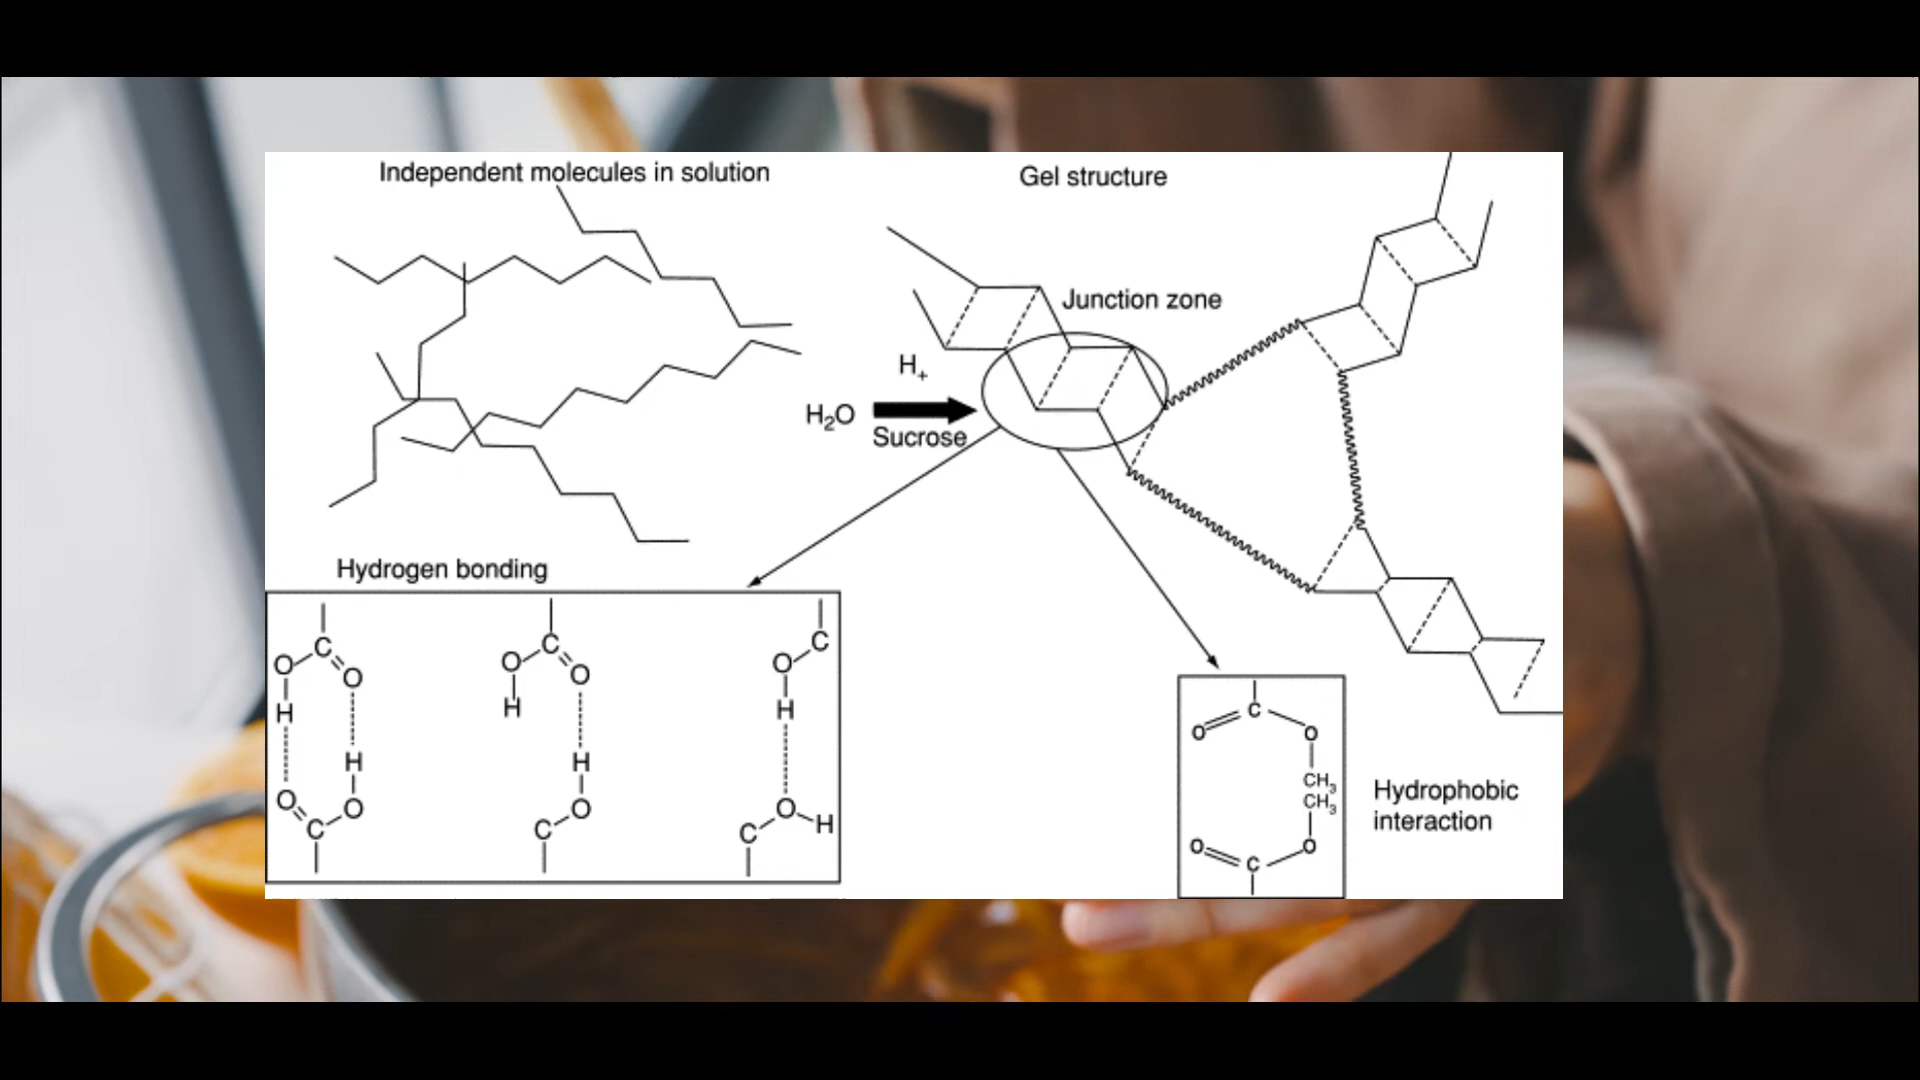 Independent molecules in solution
Gel structure
Junction zone
H+
H2O
Sucrose
Hydrogen bonding
C
O
O
H
H
O
O
C
C
O
O
H
H
O
C
C
O
H
O
H
C
C
O
O
CH3
CH3
O
O
C
Hydrophobic
interaction